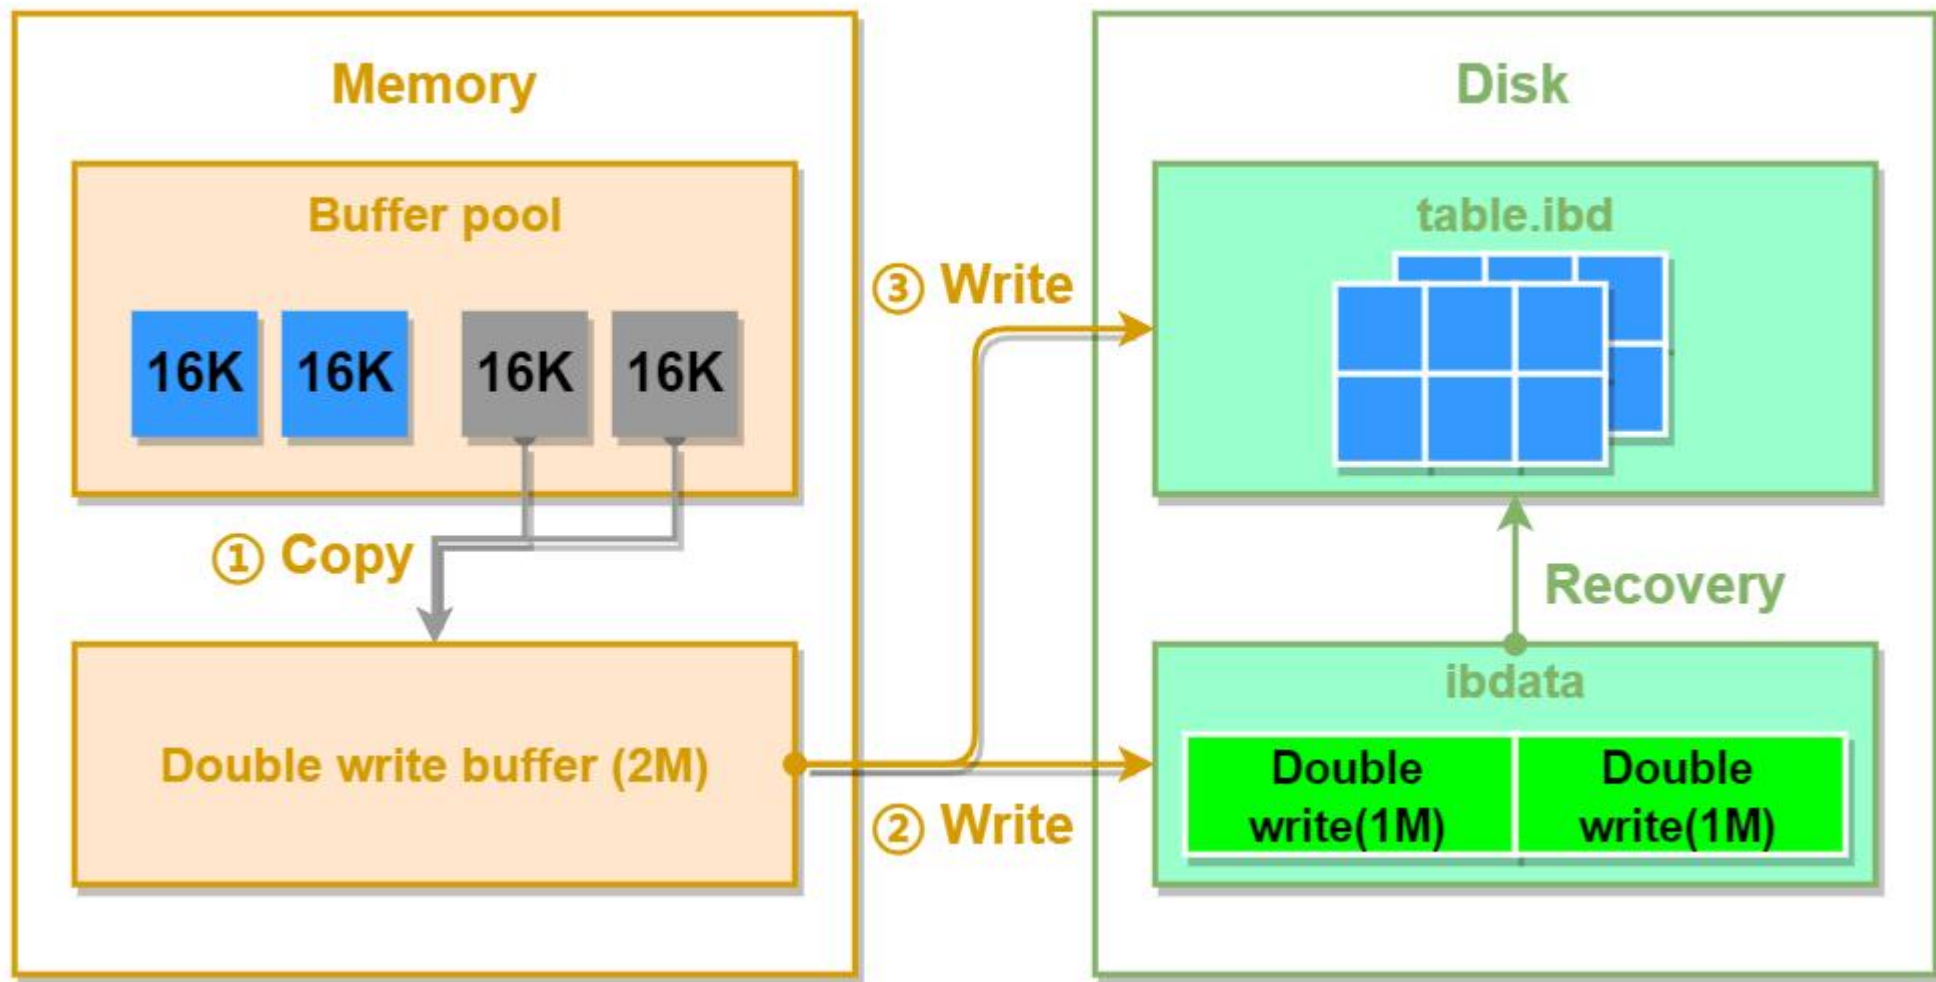 Memory
Buffer pool
16K 16K 16K 16K
① Copy
Double write buffer (2M)
③ Write
② Write
Disk
table.ibd
Recovery
ibdata
Double
write(1M)
Double
write(1M)